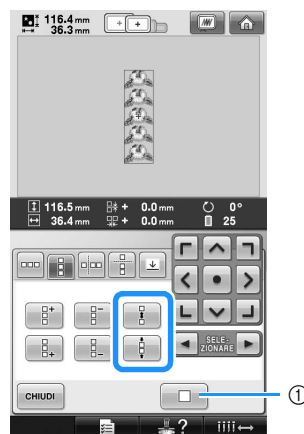 116.4 mm
36.3 mm
116.5 mm + 0.0 mm 0°
36.4 mm + 0.0 mm 25
SELE-
ZIONARE
CHIUDI
1
?